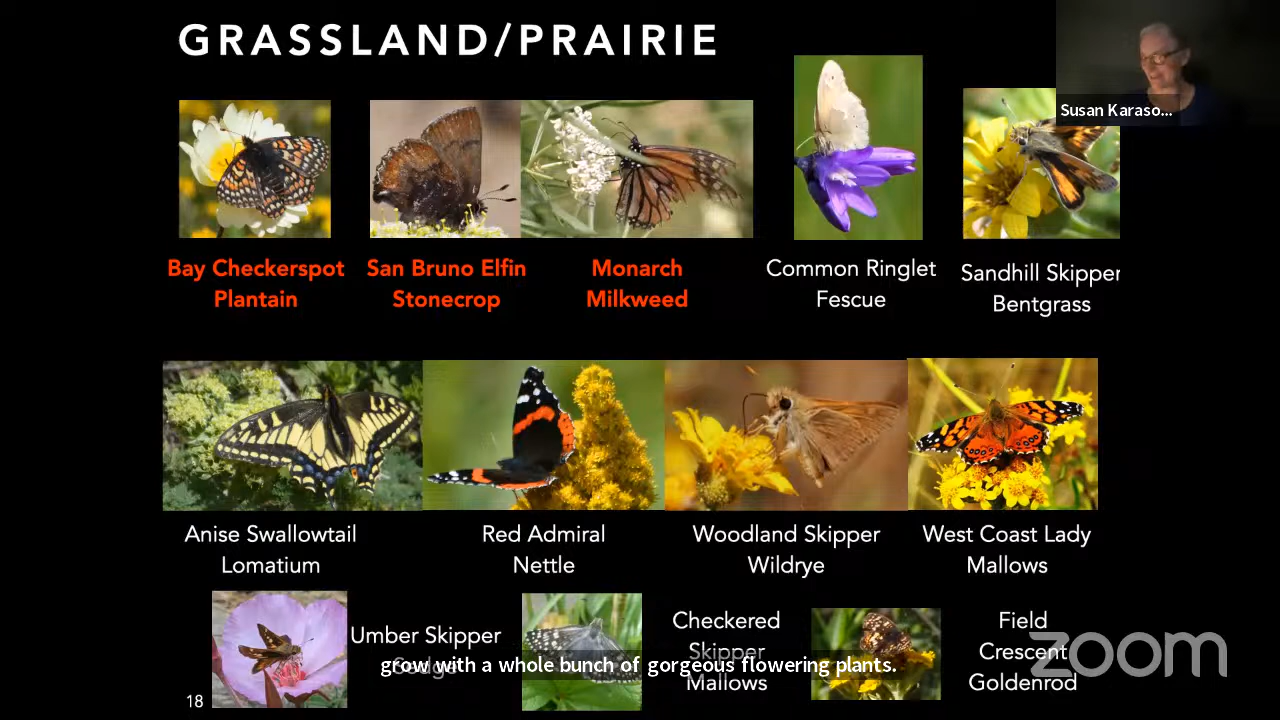 GRASSLAND/PRAIRIE
Susan Karaso...
Bay Checkerspot
Plantain
San Bruno Elfin
Stonecrop
Monarch
Milkweed
Common Ringlet
Fescue
Sandhill Skipper
Bentgrass
Anise Swallowtail
Lomatium
Red Admiral
Nettle
Woodland Skipper
Wildrye
West Coast Lady
Mallows
Umber Skipper
Sedge
Checkered
Skipper
Mallows
Field
Crescent
Goldenrod
grow with a whole bunch of gorgeous flowering plants.
zoom
18